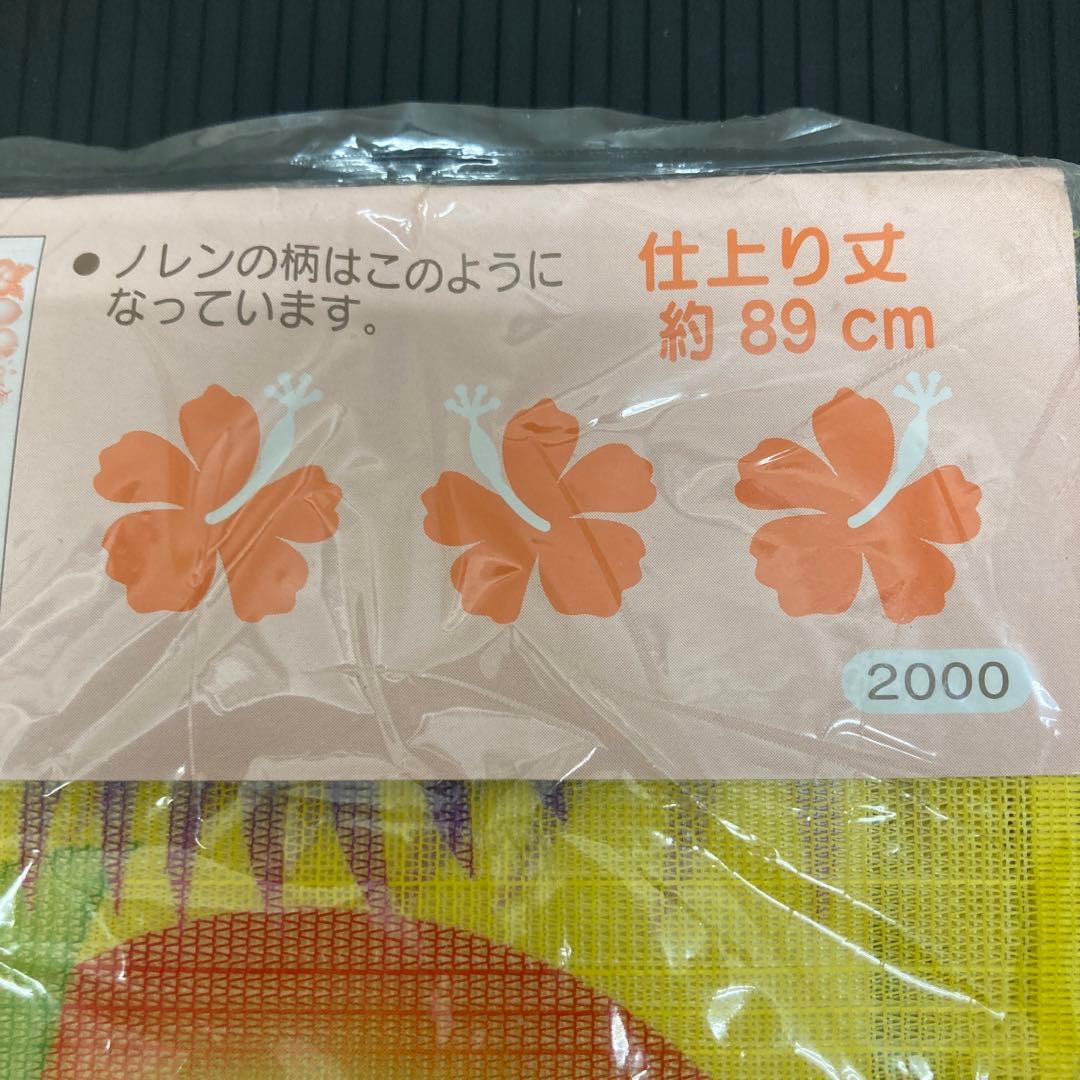 ● ノレンの柄はこのように
なっています。
仕上り丈
約 89 cm
2000